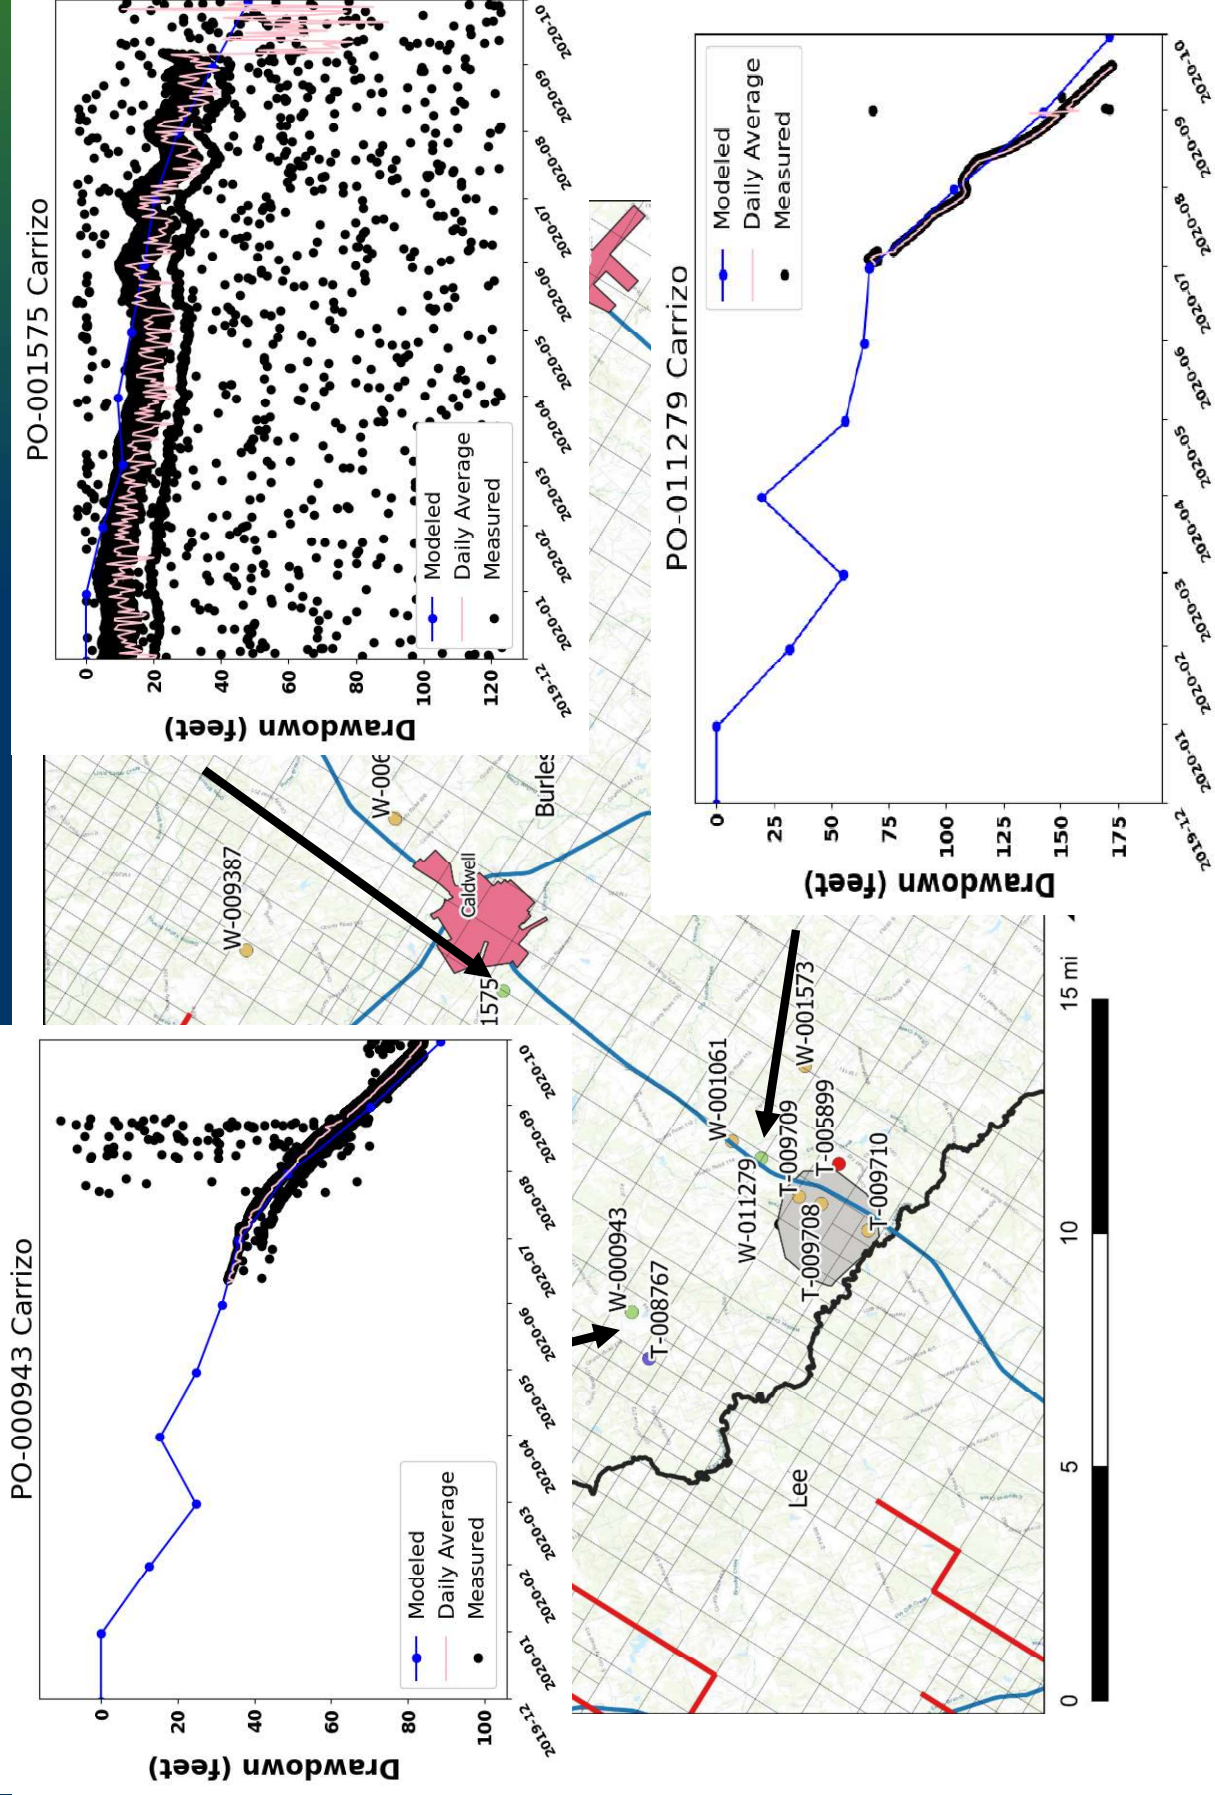 PO-000943 Carrizo
Drawdown (feet)
0
20
40
60
80
100
2019-12
2020-01
2020-02
2020-03
2020-04
2020-05
2020-06
2020-07
2020-08
2020-09
2020-10
Modeled
Daily Average
Measured
PO-001575 Carrizo
Drawdown (feet)
0
20
40
60
80
100
120
2019-12
2020-01
2020-02
2020-03
2020-04
2020-05
2020-06
2020-07
2020-08
2020-09
2020-10
Modeled
Daily Average
Measured
PO-011279 Carrizo
Drawdown (feet)
0
25
50
75
100
125
150
175
2019-12
2020-01
2020-02
2020-03
2020-04
2020-05
2020-06
2020-07
2020-08
2020-09
2020-10
Modeled
Daily Average
Measured
W-009387
W-006
Caldwell
Burles
1575
W-000943
T-008767
W-001061
W-011279
T-009709
W-001573
T-005899
T-009708
T-009710
Lee
0
5
10
15 mi